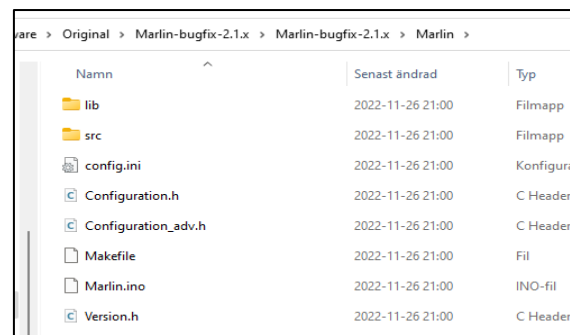 vare > Original > Marlin-bugfix-2.1.x > Marlin-bugfix-2.1.x > Marlin >
Namn Senast ändrad Typ
lib 2022-11-26 21:00 Filmapp
src 2022-11-26 21:00 Filmapp
config.ini 2022-11-26 21:00 Konfigura
Configuration.h 2022-11-26 21:00 C Header
Configuration_adv.h 2022-11-26 21:00 C Header
Makefile 2022-11-26 21:00 Fil
Marlin.ino 2022-11-26 21:00 INO-fil
Version.h 2022-11-26 21:00 C Header